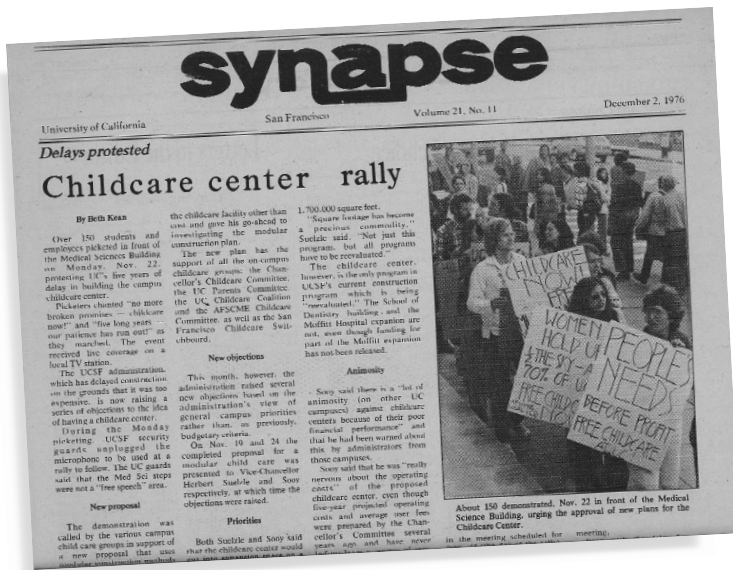 synapse
University of California
San Francisco
Volume 21, No. 11
December 2, 1976
Delays protested
Childcare center rally
By Beth Kean
Over 150 students and
employees picketed in front of
the Medical Sciences Building
on Monday, Nov. 22,
protesting UC's five years of
delay in building the campus
childcare center.
Picketers chanted "no more
broken promises — childcare
now!" and "five long years —
our patience has run out!" as
they marched. The event
received live coverage on a
local TV station.
The UCSF administration,
which has delayed construction
on the grounds that it was too
expensive, is now raising a
series of objections to the idea
of having a childcare center.
During the Monday
picketing, UCSF security
guards unplugged the
microphone to be used at a
rally to follow. The UC guards
said that the Med Sci steps
were not a "free speech" area.
New proposal
The demonstration was
called by the various campus
child care groups in support of
a new proposal that uses
modular construction methods
the childcare facility other than
cost and gave his go-ahead to
investigating the modular
construction plan.
The new plan has the
support of all the on-campus
childcare groups: the Chan-
cellor's Childcare Committee,
the UC Parents Committee,
the UC Childcare Coalition
and the AFSCME Childcare
Committee, as well as the San
Francisco Childcare Swit-
chboard.
New objections
This month, however, the
administration raised several
new objections based on the
administration's view of
general campus priorities
rather than, as previously,
budgetary criteria.
On Nov. 19 and 24 the
completed proposal for a
modular child care was
presented to Vice-Chancellor
Herbert Suelzle and Sooy
respectively, at which time the
objections were raised.
Priorities
Both Suelzle and Sooy said
that the childcare center would
1,700,000 square feet.
"Square footage has become
a precious commodity,"
Suelzle said. "Not just this
program, but all programs
have to be reevaluated."
The childcare center,
however, is the only program in
UCSF's current construction
program which is being
"reevaluated." The School of
Dentistry building and the
Moffitt Hospital expanion are
not, even though funding for
part of the Moffitt expansion
has not been released.
Animosity
Sooy said there is a "lot of
animosity (on other UC
campuses) against childcare
centers because of their poor
financial performance" and
that he had been warned about
this by administrators from
those campuses.
Sooy said that he was "really
nervous about the operating
costs" of the proposed
childcare center, even though
five-year projected operating
costs and average user fees
were prepared by the Chan-
cellor's Committee several
years ago and have never
CHILDCARE
NOW!
WOMEN
HOLD UP
THE SKY-
70% OF
FREE CHILDC
PEOPLES
NEED
BEFORE PROFIT
FREE CHILDCARE
About 150 demonstrated, Nov. 22 in front of the Medical
Science Building, urging the approval of new plans for the
Childcare Center.
in the meeting scheduled for
meeting.